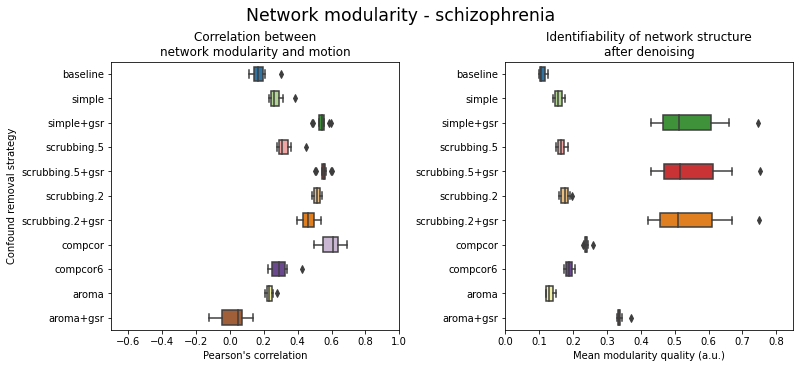 Network modularity - schizophrenia
Correlation between
network modularity and motion
Confound removal strategy
baseline
simple
simple+gsr
scrubbing.5
scrubbing.5+gsr
scrubbing.2
scrubbing.2+gsr
compcor
compcor6
aroma
aroma+gsr
−0.6 −0.4 −0.2 0.0 0.2 0.4 0.6 0.8 1.0
Pearson's correlation
Identifiability of network structure
after denoising
baseline
simple
simple+gsr
scrubbing.5
scrubbing.5+gsr
scrubbing.2
scrubbing.2+gsr
compcor
compcor6
aroma
aroma+gsr
0.0 0.1 0.2 0.3 0.4 0.5 0.6 0.7 0.8
Mean modularity quality (a.u.)